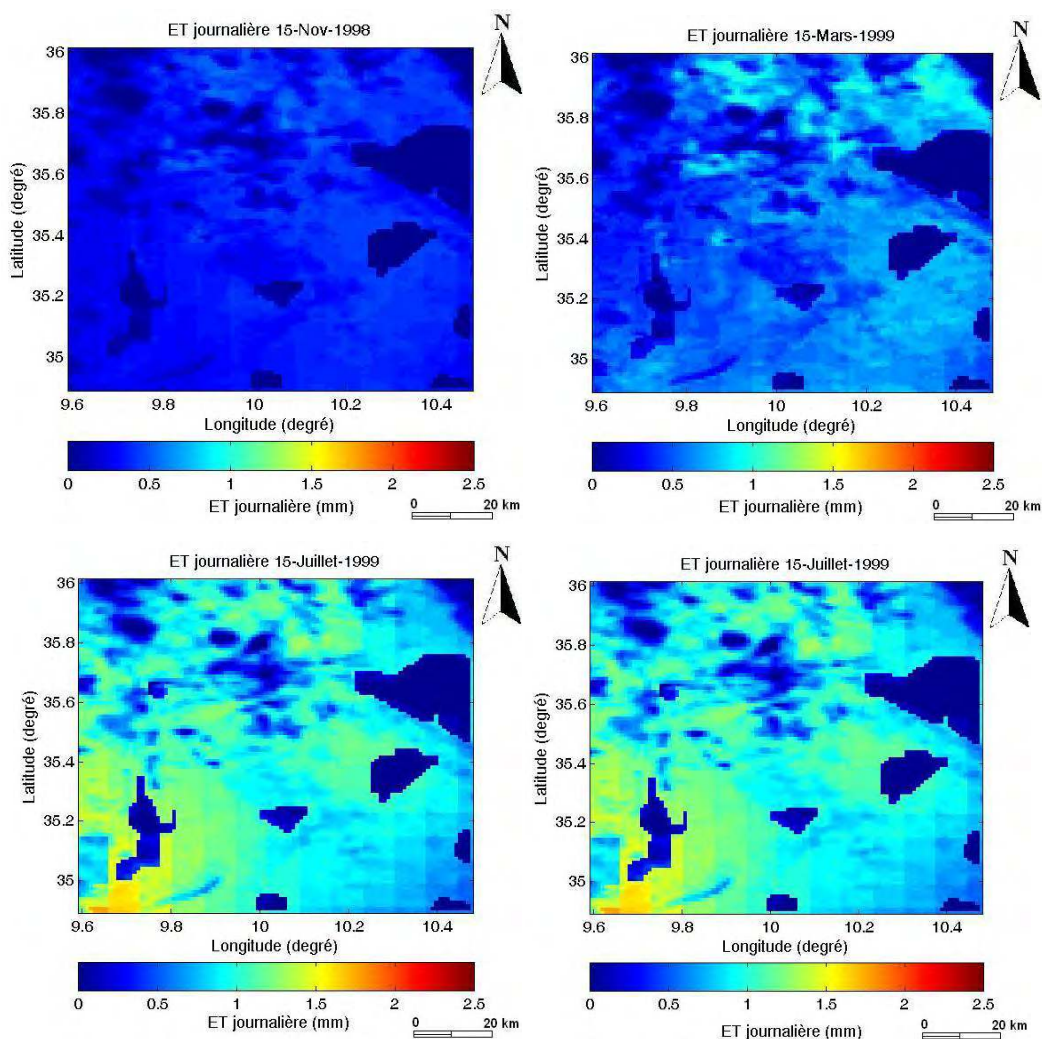 ET journalière 15-Nov-1998
N
36
35.8
35.6
35.4
35.2
35
Latitude (degré)
9.6 9.8 10 10.2 10.4
Longitude (degré)
0 0.5 1 1.5 2 2.5
ET journalière (mm)
0 20 km
ET journalière 15-Mars-1999
N
36
35.8
35.6
35.4
35.2
35
Latitude (degré)
9.6 9.8 10 10.2 10.4
Longitude (degré)
0 0.5 1 1.5 2 2.5
ET journalière (mm)
0 20 km
ET journalière 15-Juillet-1999
N
36
35.8
35.6
35.4
35.2
35
Latitude (degré)
9.6 9.8 10 10.2 10.4
Longitude (degré)
0 0.5 1 1.5 2 2.5
ET journalière (mm)
0 20 km
ET journalière 15-Juillet-1999
N
36
35.8
35.6
35.4
35.2
35
Latitude (degré)
9.6 9.8 10 10.2 10.4
Longitude (degré)
0 0.5 1 1.5 2 2.5
ET journalière (mm)
0 20 km